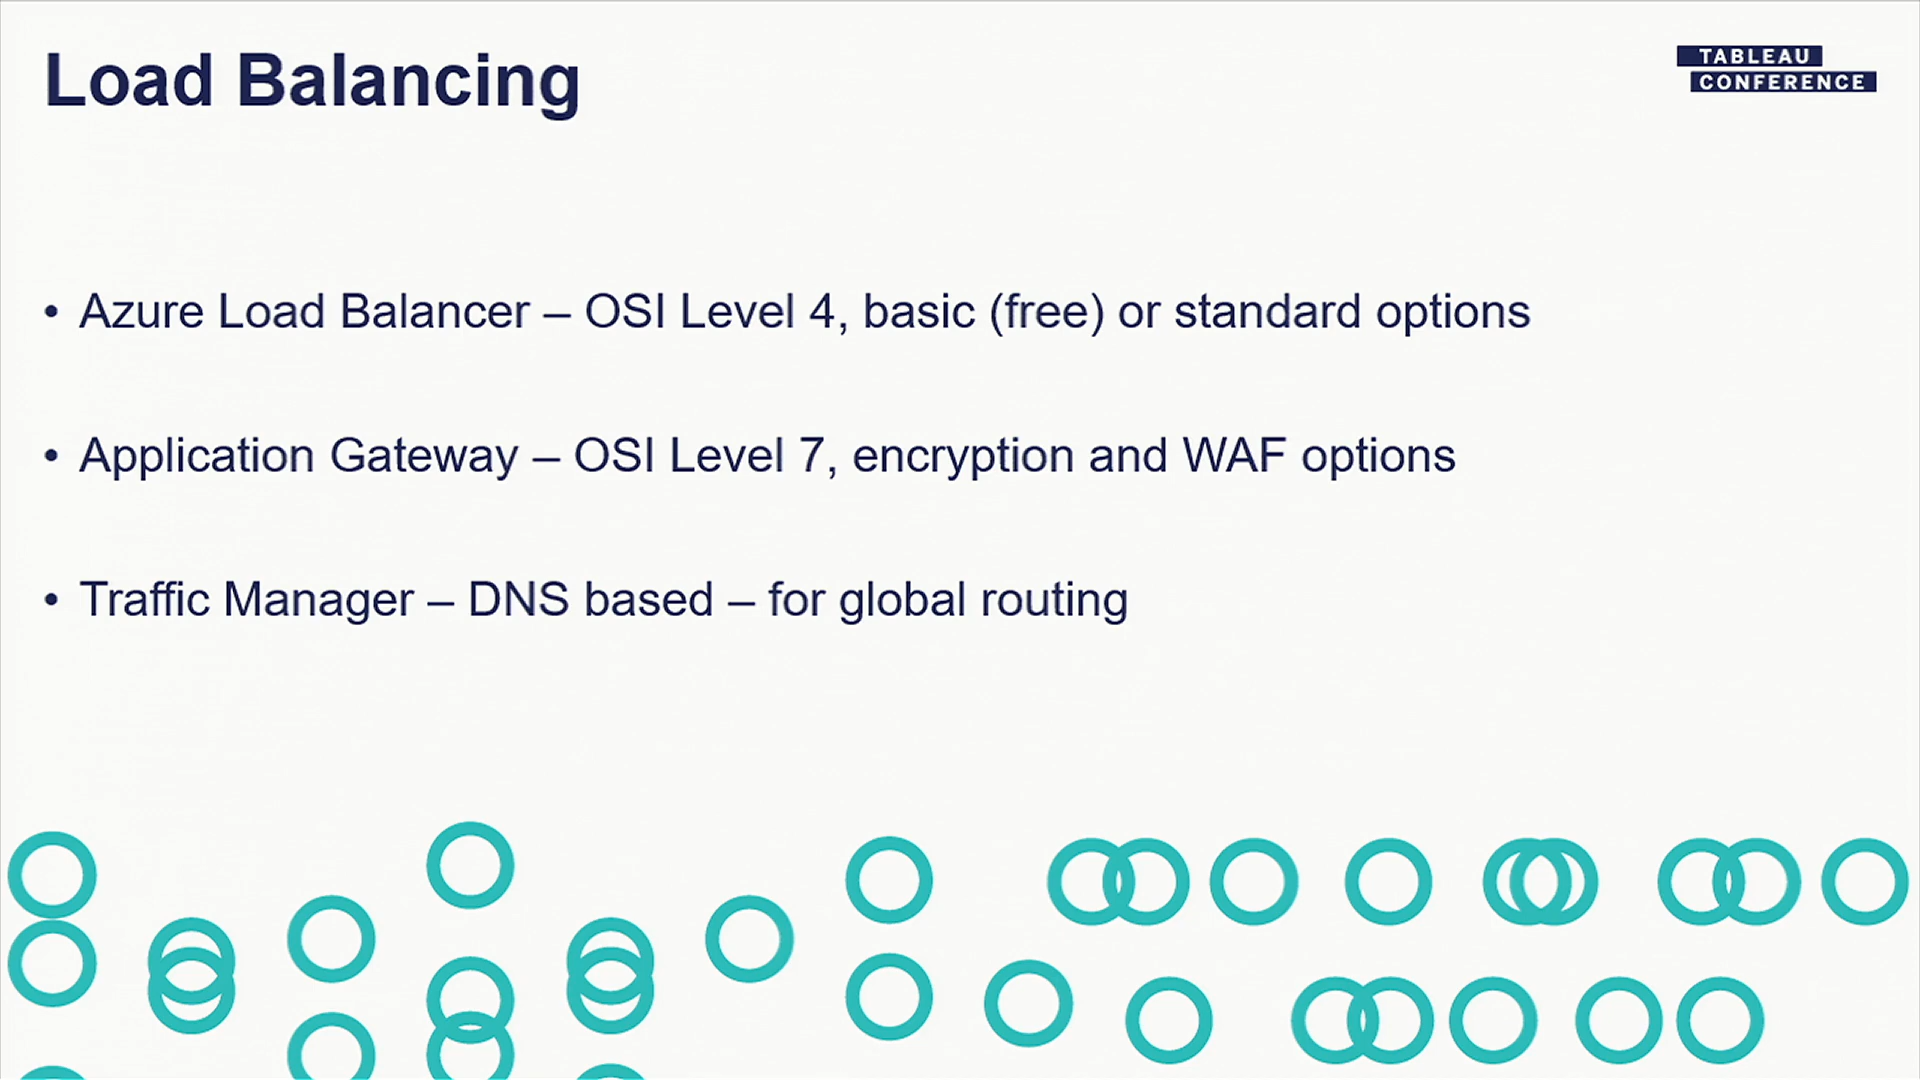 Load Balancing
TABLEAU
CONFERENCE
• Azure Load Balancer – OSI Level 4, basic (free) or standard options
• Application Gateway – OSI Level 7, encryption and WAF options
• Traffic Manager – DNS based – for global routing